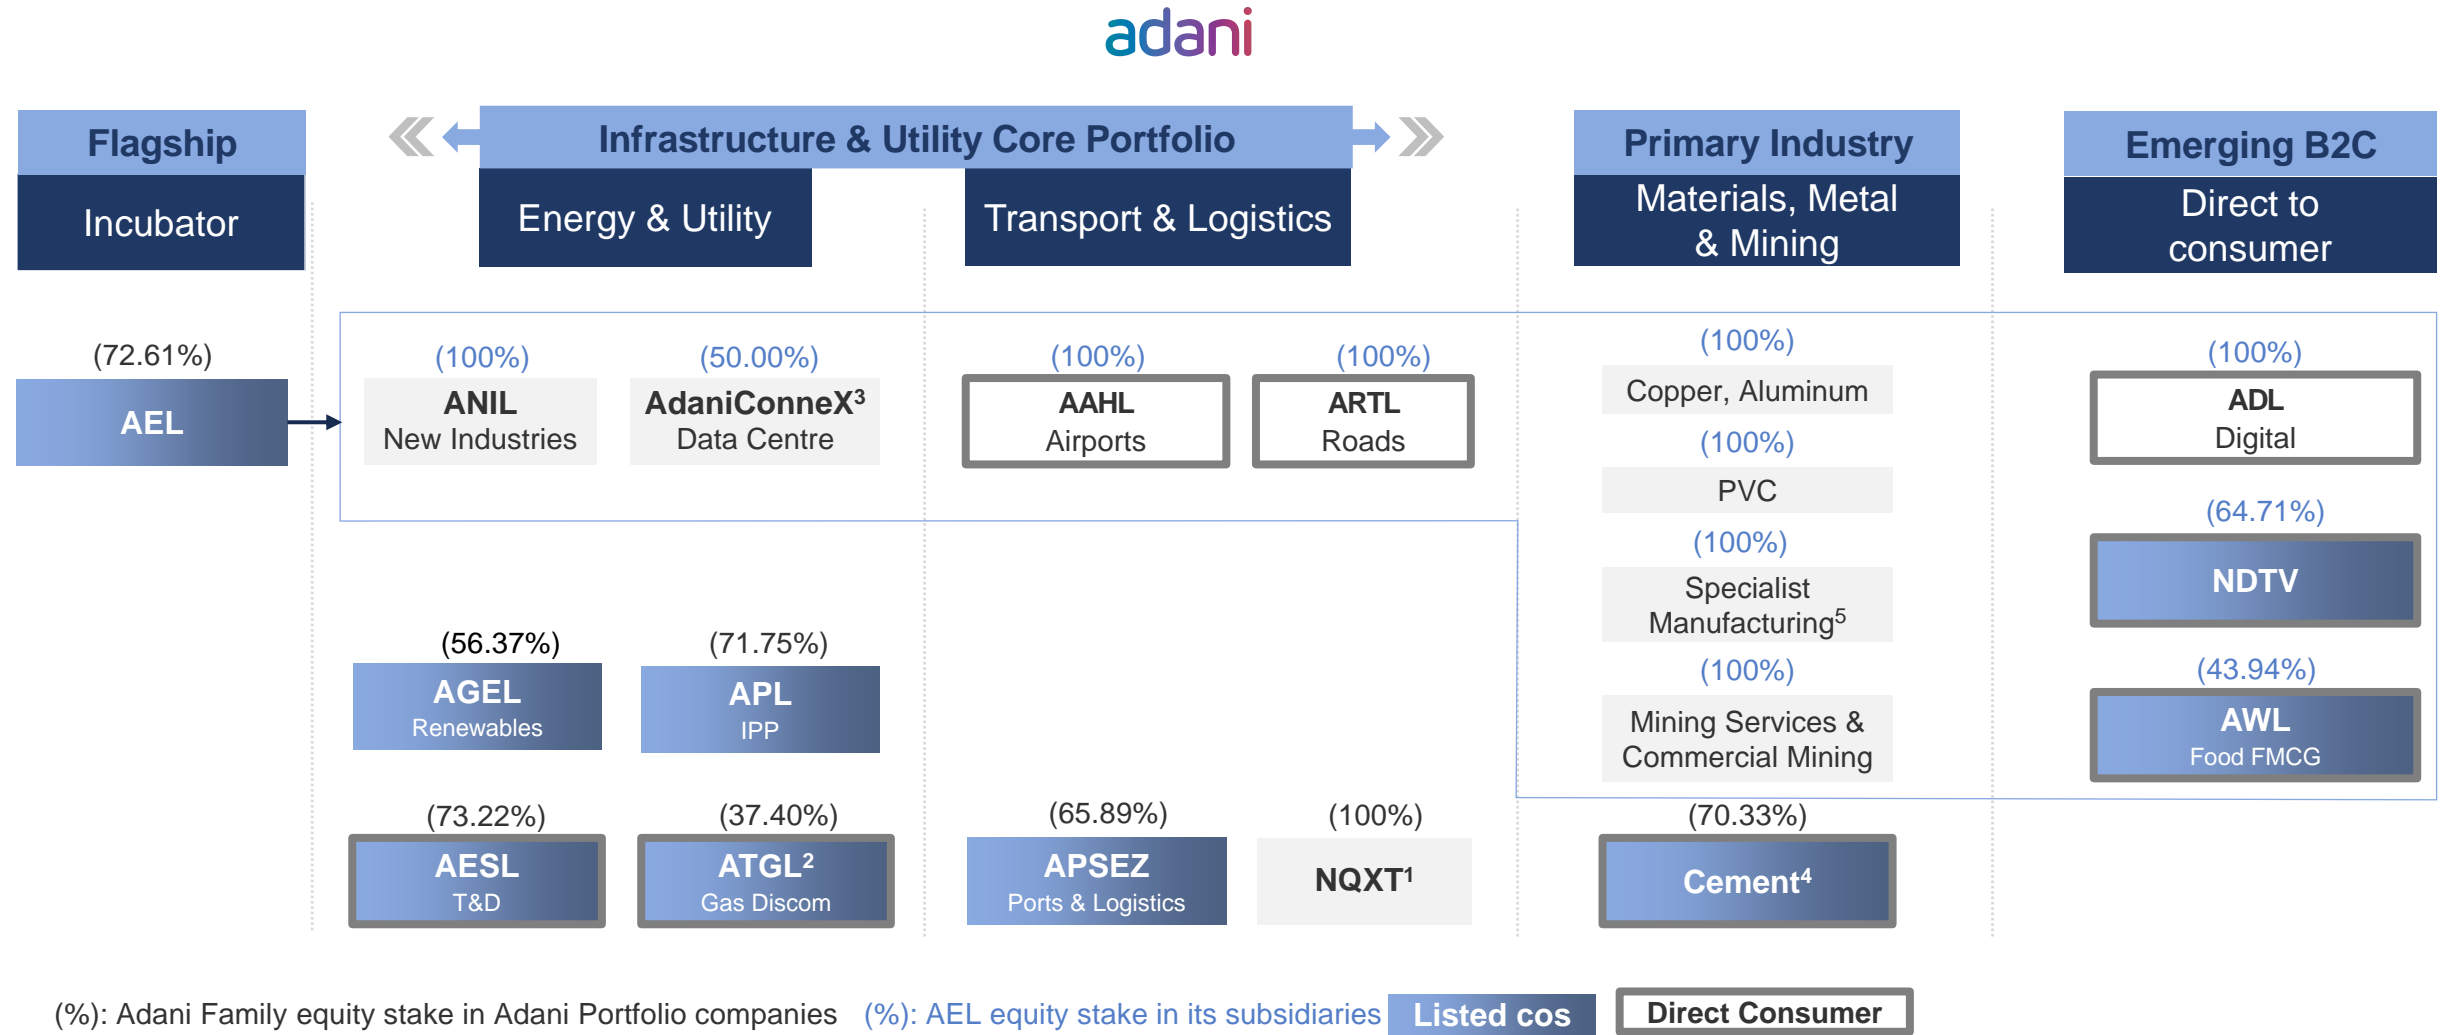 adani
Flagship
Incubator
Infrastructure & Utility Core Portfolio
Energy & Utility
Transport & Logistics
Primary Industry
Materials, Metal
& Mining
Emerging B2C
Direct to
consumer
(72.61%)
AEL
(100%)
ANIL
New Industries
(50.00%)
AdaniConneX³
Data Centre
(100%)
AAHL
Airports
(100%)
ARTL
Roads
(100%)
Copper, Aluminum
(100%)
PVC
(100%)
Specialist
Manufacturing⁵
(100%)
Mining Services &
Commercial Mining
(100%)
ADL
Digital
(64.71%)
NDTV
(43.94%)
AWL
Food FMCG
(56.37%)
AGEL
Renewables
(71.75%)
APL
IPP
(73.22%)
AESL
T&D
(37.40%)
ATGL²
Gas Discom
(65.89%)
APSEZ
Ports & Logistics
(100%)
NQXT¹
(70.33%)
Cement⁴
(%): Adani Family equity stake in Adani Portfolio companies
(%): AEL equity stake in its subsidiaries
Listed cos
Direct Consumer